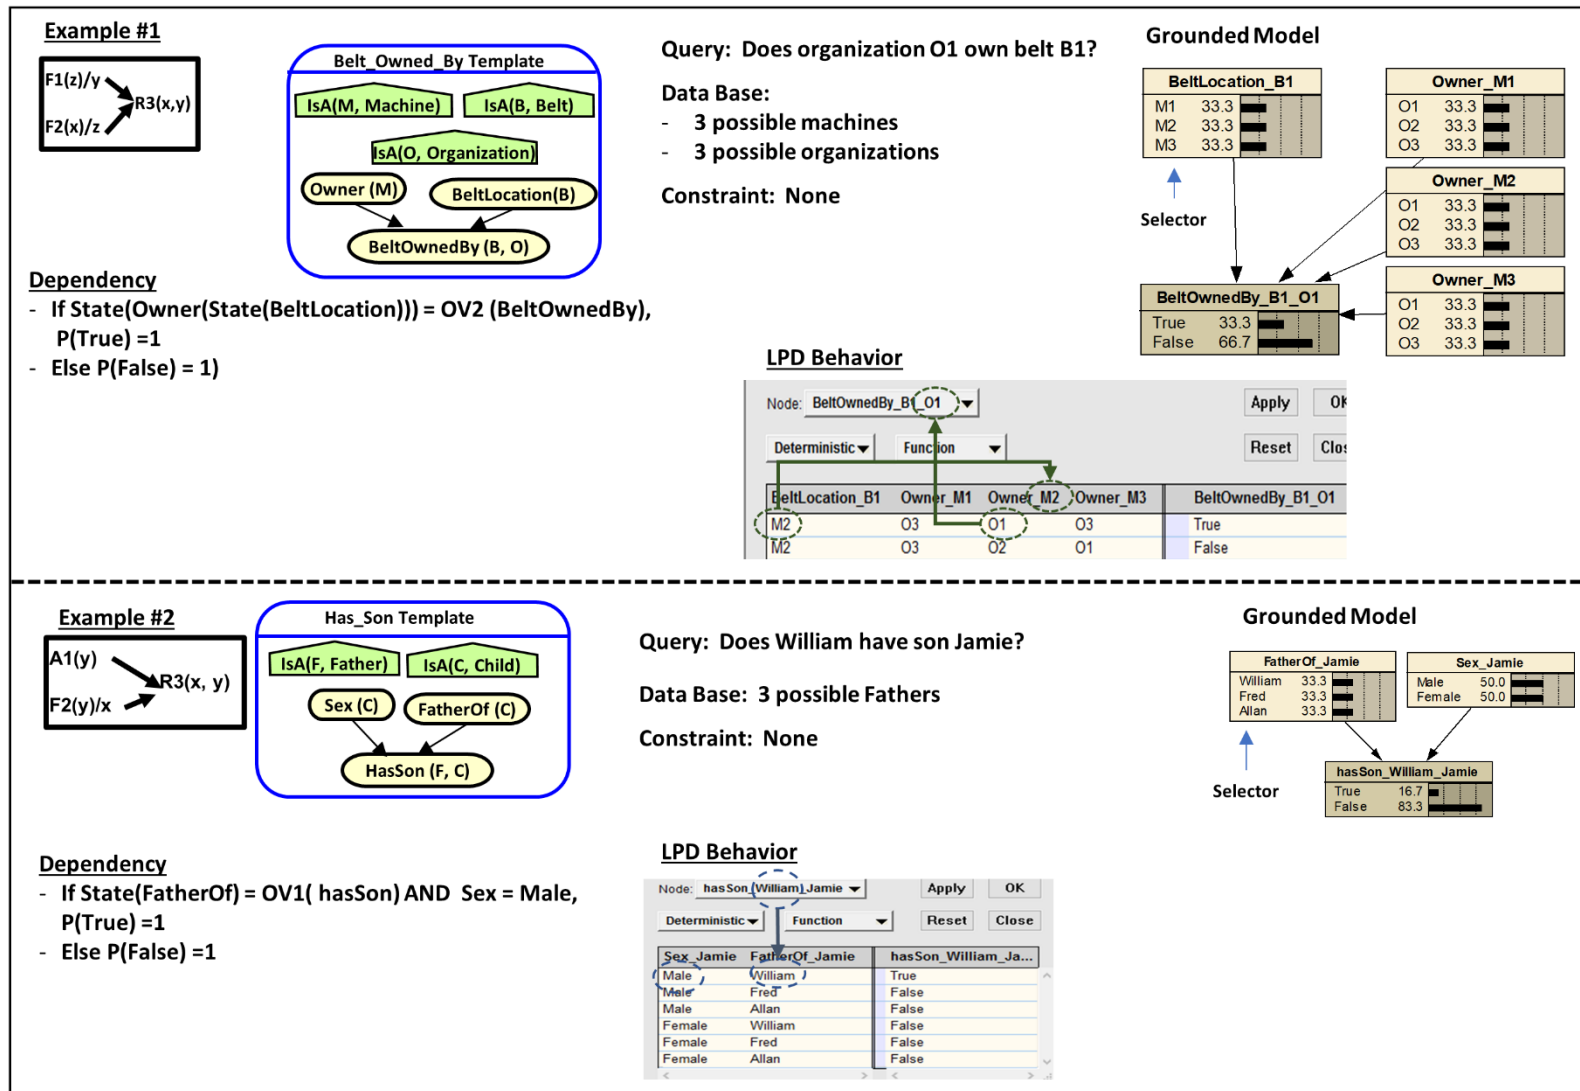 Example #1
F1(z)/y
R3(x,y)
F2(x)/z
Belt_Owned_By Template
IsA(M, Machine)
IsA(B, Belt)
IsA(O, Organization)
Owner (M)
BeltLocation(B)
BeltOwnedBy (B, O)
Query: Does organization O1 own belt B1?
Data Base:
- 3 possible machines
- 3 possible organizations
Constraint: None
Grounded Model
BeltLocation_B1
M1 33.3
M2 33.3
M3 33.3
Selector
Owner_M1
O1 33.3
O2 33.3
O3 33.3
Owner_M2
O1 33.3
O2 33.3
O3 33.3
Owner_M3
O1 33.3
O2 33.3
O3 33.3
BeltOwnedBy_B1_O1
True 33.3
False 66.7
Dependency
- If State(Owner(State(BeltLocation))) = OV2 (BeltOwnedBy),
P(True) =1
- Else P(False) = 1)
LPD Behavior
Node: BeltOwnedBy_B1_O1 Apply OK
Deterministic Function Reset Clos
BeltLocation_B1 Owner_M1 Owner_M2 Owner_M3 BeltOwnedBy_B1_O1
M2 O3 O1 O3 True
M2 O3 O2 O1 False
Example #2
A1(y)
R3(x, y)
F2(y)/x
Has_Son Template
IsA(F, Father)
IsA(C, Child)
Sex (C)
FatherOf (C)
HasSon (F, C)
Query: Does William have son Jamie?
Data Base: 3 possible Fathers
Constraint: None
Grounded Model
FatherOf_Jamie
William 33.3
Fred 33.3
Allan 33.3
Selector
Sex_Jamie
Male 50.0
Female 50.0
hasSon_William_Jamie
True 16.7
False 83.3
Dependency
- If State(FatherOf) = OV1( hasSon) AND Sex = Male,
P(True) =1
- Else P(False) =1
LPD Behavior
Node: hasSon_William_Jamie Apply OK
Deterministic Function Reset Close
Sex_Jamie FatherOf_Jamie hasSon_William_Ja...
Male William True
Male Fred False
Male Allan False
Female William False
Female Fred False
Female Allan False